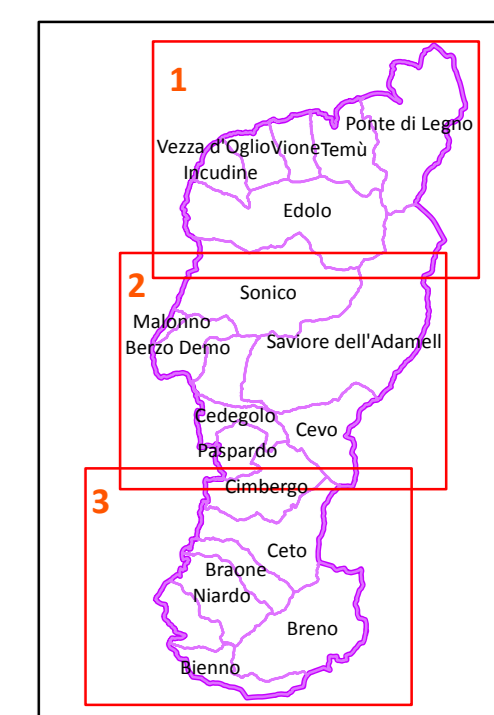 1
Ponte di Legno
Vezza d'Oglio Vione Temù
Incudine
Edolo
2
Sonico
Malonno
Berzo Demo
Saviore dell'Adamell
Cedegolo
Cevo
Paspardo
Cimbergo
3
Ceto
Braone
Niardo
Breno
Bienno